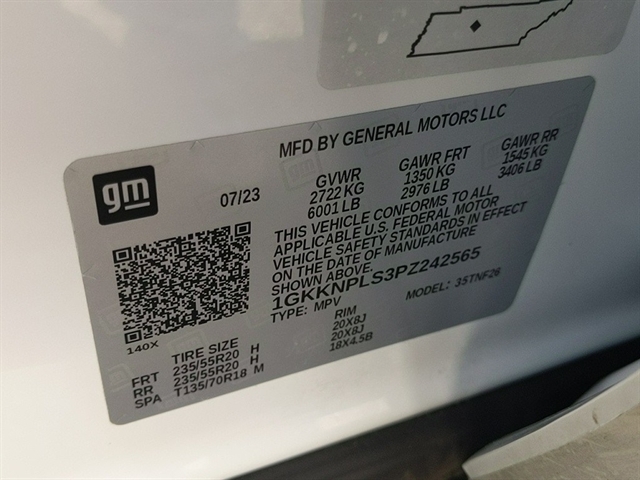 MFD BY GENERAL MOTORS LLC
gm
07/23
GVWR GAWR FRT GAWR RR
2722 KG 1350 KG 1545 KG
6001 LB 2976 LB 3406 LB
THIS VEHICLE CONFORMS TO ALL
APPLICABLE U.S. FEDERAL MOTOR
VEHICLE SAFETY STANDARDS IN EFFECT
ON THE DATE OF MANUFACTURE
SHOWN ABOVE.
1GKKNPLS3PZ242565
TYPE: MPV MODEL: 35TNF26
140X
TIRE SIZE RIM
FRT 235/55R20 H 20X8J
RR 235/55R20 H 20X8J
SPA T135/70R18 M 18X4.5B